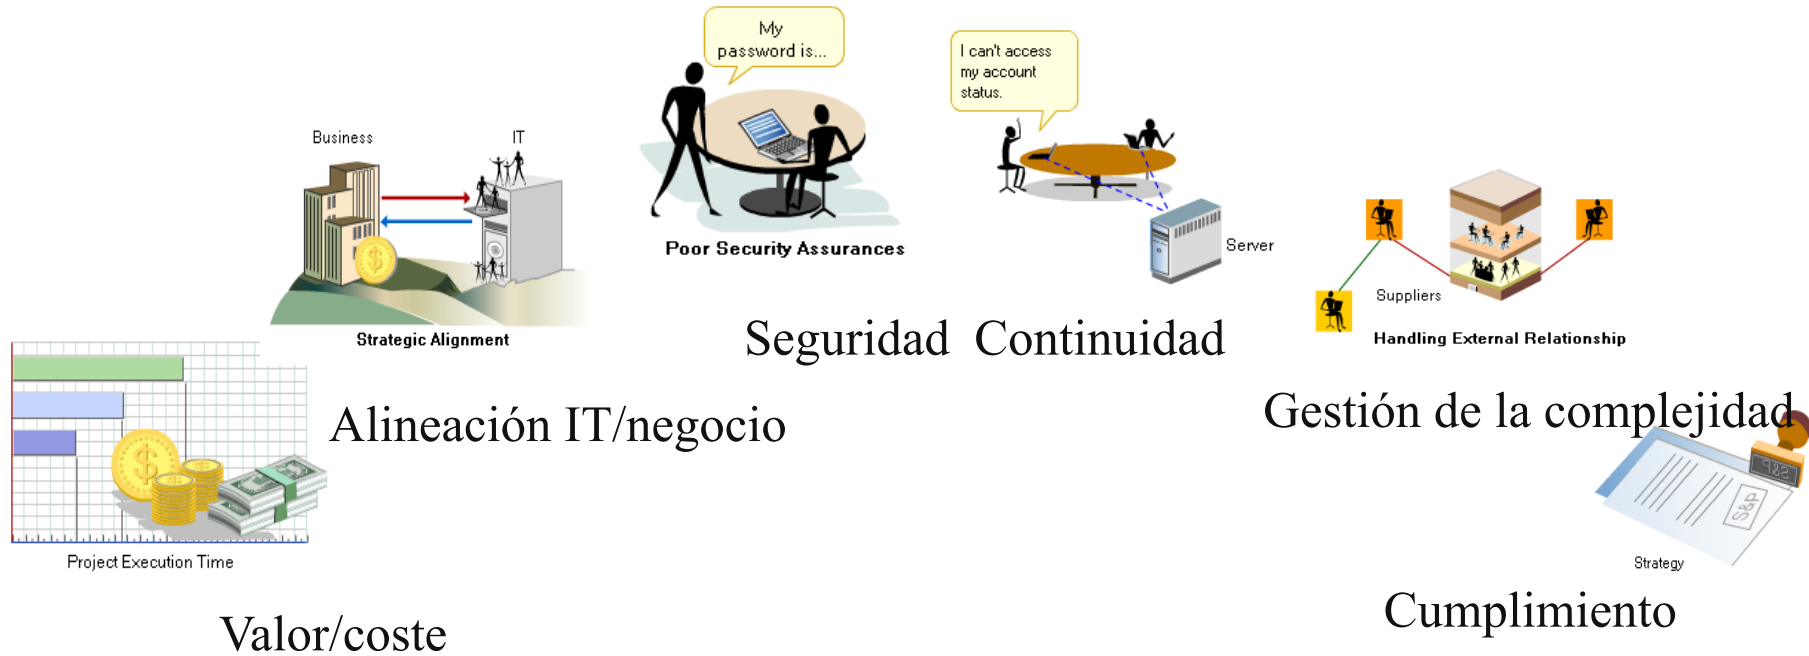 My
password is...
I can't access
my account
status.
Business
IT
Poor Security Assurances
Server
Suppliers
Strategic Alignment
Handling External Relationship
Seguridad
Continuidad
Alineación IT/negocio
Gestión de la complejidad
S&P
S&P
Project Execution Time
Strategy
Valor/coste
Cumplimiento